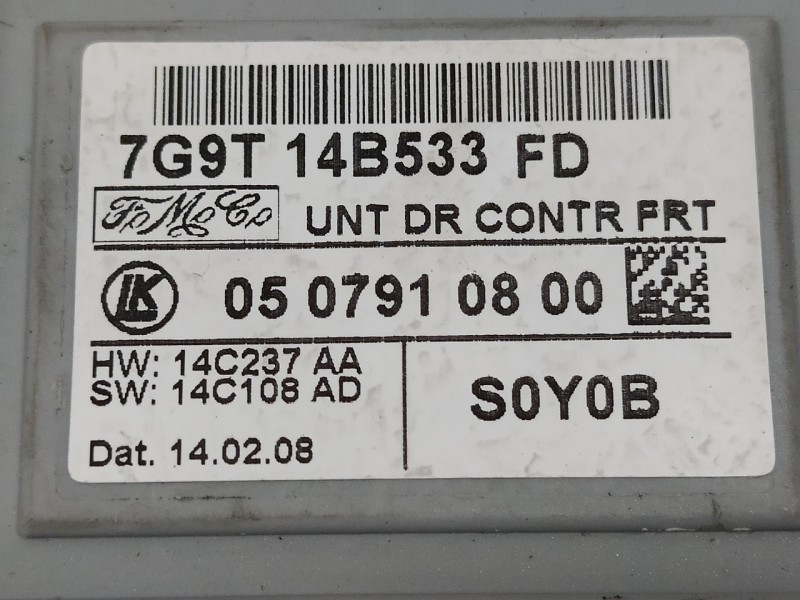 7G9T 14B533 FD
FoMoCo
UNT DR CONTR FRT
LK
05 0791 08 00
HW: 14C237 AA
SW: 14C108 AD
S0Y0B
Dat. 14.02.08